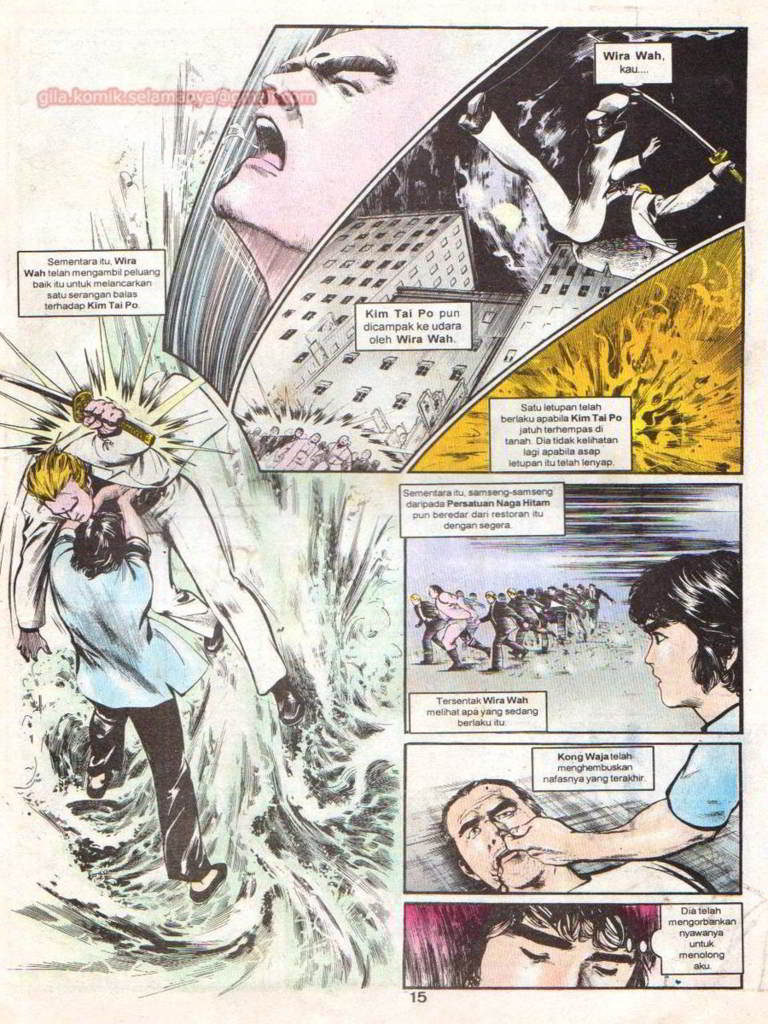 gila.komik.selamanya@gmail.com
Sementara itu, Wira
Wah telah mengambil peluang
baik itu untuk melancarkan
satu serangan balas
terhadap Kim Tai Po.
Wira Wah,
kau....
Kim Tai Po pun
dicampak ke udara
oleh Wira Wah.
Satu letupan telah
berlaku apabila Kim Tai Po
jatuh terhempas di
tanah. Dia tidak kelihatan
lagi apabila asap
letupan itu telah lenyap.
Sementara itu, samseng-samseng
daripada Persatuan Naga Hitam
pun beredar dari restoran itu
dengan segera.
Tersentak Wira Wah
melihat apa yang sedang
berlaku itu.
Kong Waja telah
menghembuskan
nafasnya yang terakhir.
Dia telah
mengorbankan
nyawanya
untuk
menolong
aku.
15